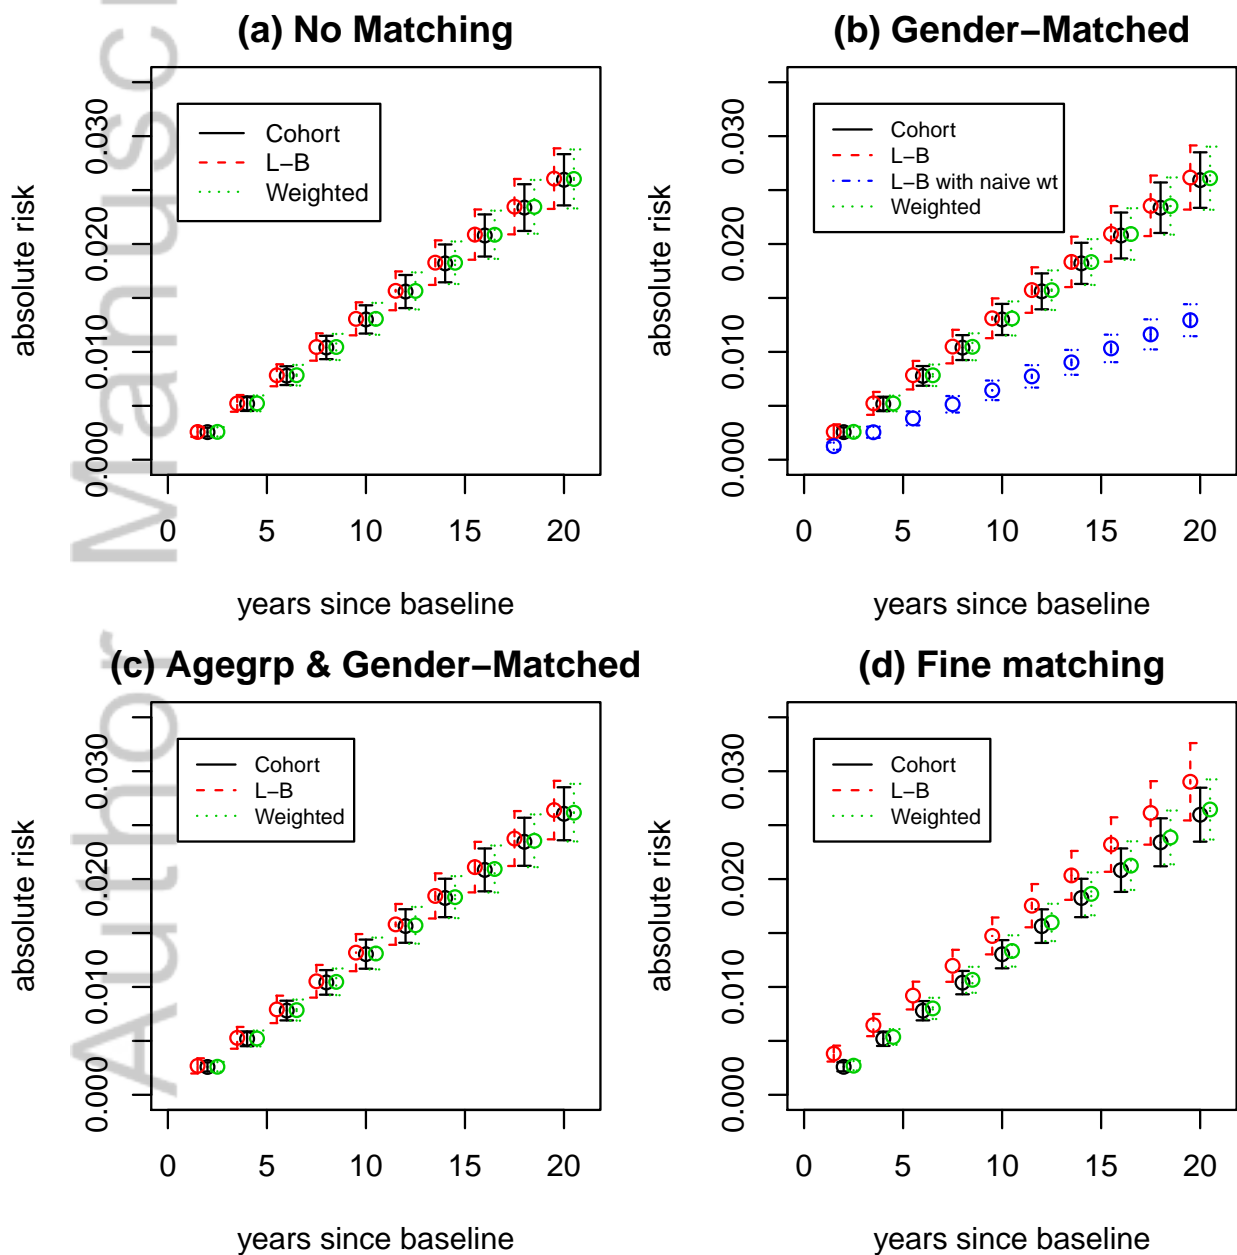 (a) No Matching
absolute risk
0.000 0.010 0.020 0.030
Cohort
L−B
Weighted
0 5 10 15 20
years since baseline
(b) Gender−Matched
absolute risk
0.000 0.010 0.020 0.030
Cohort
L−B
L−B with naive wt
Weighted
0 5 10 15 20
years since baseline
(c) Agegrp & Gender−Matched
absolute risk
0.000 0.010 0.020 0.030
Cohort
L−B
Weighted
0 5 10 15 20
years since baseline
(d) Fine matching
absolute risk
0.000 0.010 0.020 0.030
Cohort
L−B
Weighted
0 5 10 15 20
years since baseline
Author Manusc